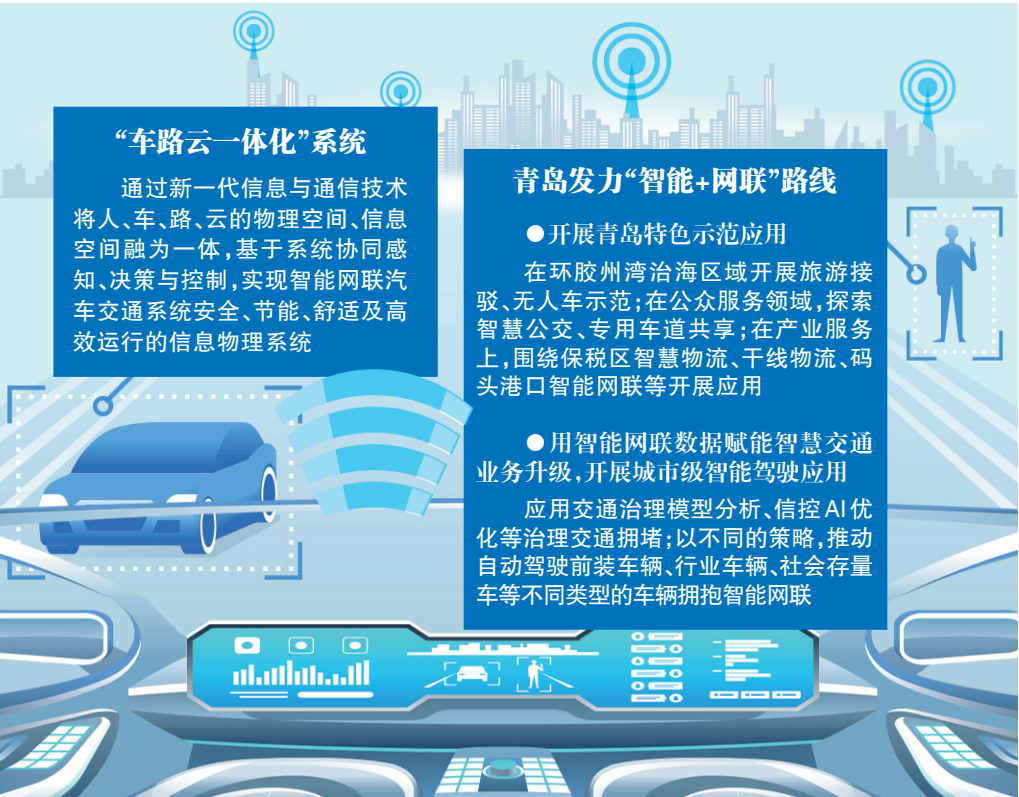 “车路云一体化”系统
通过新一代信息与通信技术
将人、车、路、云的物理空间、信息
空间融为一体,基于系统协同感
知、决策与控制,实现智能网联汽
车交通系统安全、节能、舒适及高
效运行的信息物理系统
青岛发力“智能+网联”路线
●开展青岛特色示范应用
在环胶州湾治海区域开展旅游接
驳、无人车示范;在公众服务领域,探索
智慧公交、专用车道共享;在产业服务
上,围绕保税区智慧物流、干线物流、码
头港口智能网联等开展应用
●用智能网联数据赋能智慧交通
业务升级,开展城市级智能驾驶应用
应用交通治理模型分析、信控AI优
化等治理交通拥堵;以不同的策略,推动
自动驾驶前装车辆、行业车辆、社会存量
车等不同类型的车辆拥抱智能网联